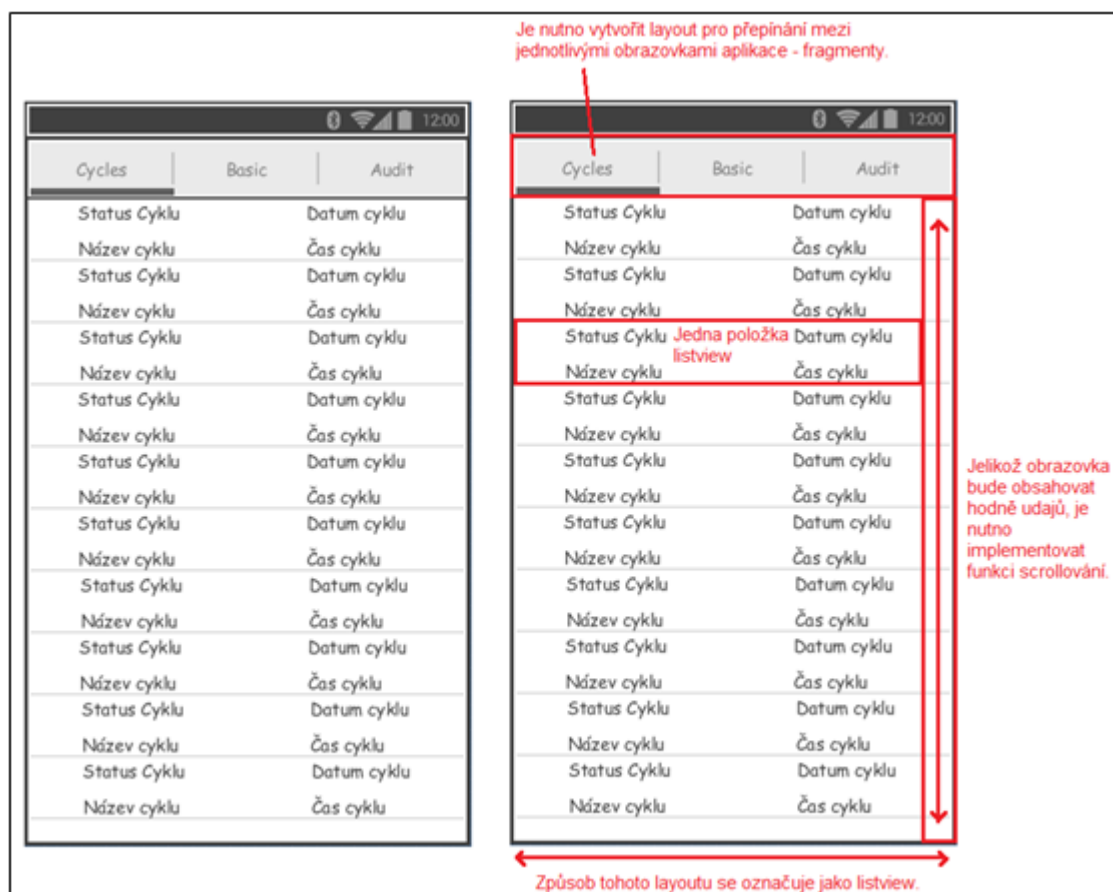 Je nutno vytvořit layout pro přepínání mezi
jednotlivými obrazovkami aplikace - fragmenty.
12:00
Cycles Basic Audit
Status Cyklu Datum cyklu
Název cyklu Čas cyklu
Status Cyklu Datum cyklu
Název cyklu Čas cyklu
Status Cyklu Datum cyklu
Název cyklu Čas cyklu
Status Cyklu Datum cyklu
Název cyklu Čas cyklu
Status Cyklu Datum cyklu
Název cyklu Čas cyklu
Status Cyklu Datum cyklu
Název cyklu Čas cyklu
Status Cyklu Datum cyklu
Název cyklu Čas cyklu
Status Cyklu Datum cyklu
Název cyklu Čas cyklu
Status Cyklu Datum cyklu
Název cyklu Čas cyklu
Status Cyklu Datum cyklu
Název cyklu Čas cyklu
12:00
Cycles Basic Audit
Status Cyklu Datum cyklu
Název cyklu Čas cyklu
Status Cyklu Datum cyklu
Název cyklu Čas cyklu
Status Cyklu Jedna položka Datum cyklu
listview
Název cyklu Čas cyklu
Status Cyklu Datum cyklu
Název cyklu Čas cyklu
Status Cyklu Datum cyklu
Název cyklu Čas cyklu
Status Cyklu Datum cyklu
Název cyklu Čas cyklu
Status Cyklu Datum cyklu
Název cyklu Čas cyklu
Status Cyklu Datum cyklu
Název cyklu Čas cyklu
Status Cyklu Datum cyklu
Název cyklu Čas cyklu
Status Cyklu Datum cyklu
Název cyklu Čas cyklu
Jelikož obrazovka
bude obsahovat
hodně udajů, je
nutno
implementovat
funkci scrollování.
Způsob tohoto layoutu se označuje jako listview.